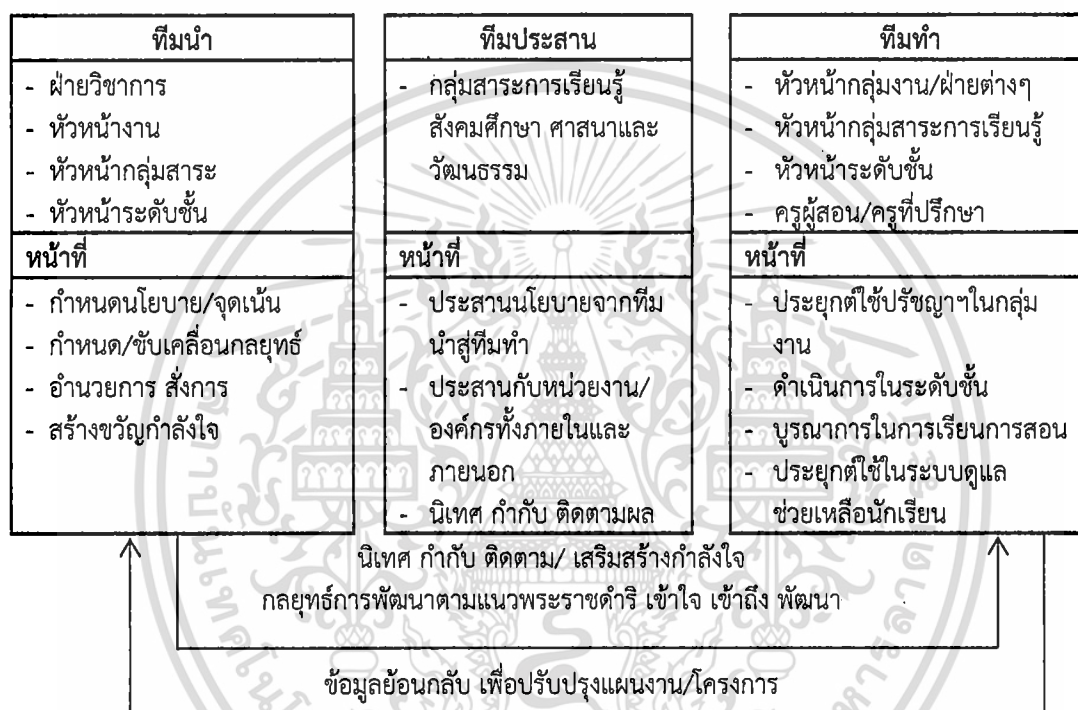 ทีมนำ
- ฝ่ายวิชาการ
- หัวหน้างาน
- หัวหน้ากลุ่มสาระ
- หัวหน้าระดับชั้น
หน้าที่
- กำหนดนโยบาย/จุดเน้น
- กำหนด/ขับเคลื่อนกลยุทธ์
- อำนวยการ สั่งการ
- สร้างขวัญกำลังใจ
ทีมประสาน
- กลุ่มสาระการเรียนรู้
สังคมศึกษา ศาสนาและ
วัฒนธรรม
หน้าที่
- ประสานนโยบายจากทีม
นำสู่ทีมทำ
- ประสานกับหน่วยงาน/
องค์กรทั้งภายในและ
ภายนอก
- นิเทศ กำกับ ติดตามผล
ทีมทำ
- หัวหน้ากลุ่มงาน/ฝ่ายต่างๆ
- หัวหน้ากลุ่มสาระการเรียนรู้
- หัวหน้าระดับชั้น
- ครูผู้สอน/ครูที่ปรึกษา
หน้าที่
- ประยุกต์ใช้ปรัชญาฯในกลุ่ม
งาน
- ดำเนินการในระดับชั้น
- บูรณาการในการเรียนการสอน
- ประยุกต์ใช้ในระบบดูแล
ช่วยเหลือนักเรียน
นิเทศ กำกับ ติดตาม/ เสริมสร้างกำลังใจ
กลยุทธ์การพัฒนาตามแนวพระราชดำริ เข้าใจ เข้าถึง พัฒนา
ข้อมูลย้อนกลับ เพื่อปรับปรุงแผนงาน/โครงการ